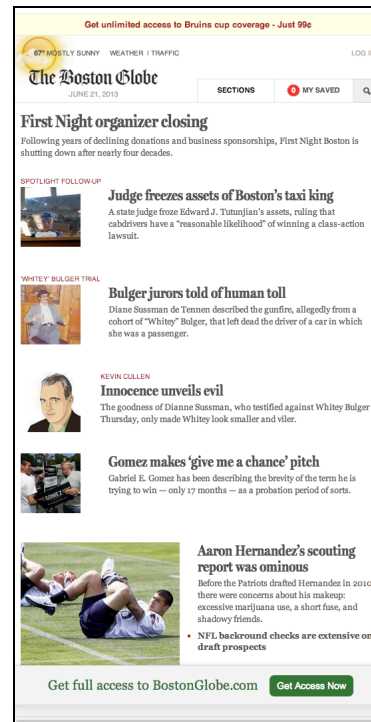 Get unlimited access to Bruins cup coverage - Just 99¢
67° MOSTLY SUNNY WEATHER | TRAFFIC
LOG I
The Boston Globe
JUNE 21, 2013
SECTIONS
0 MY SAVED
First Night organizer closing
Following years of declining donations and business sponsorships, First Night Boston is
shutting down after nearly four decades.
SPOTLIGHT FOLLOW-UP
Judge freezes assets of Boston's taxi king
A state judge froze Edward J. Tutunjian's assets, ruling that
cabdrivers have a "reasonable likelihood" of winning a class-action
lawsuit.
'WHITEY' BULGER TRIAL
Bulger jurors told of human toll
Diane Sussman de Tennen described the gunfire, allegedly from a
cohort of "Whitey" Bulger, that left dead the driver of a car in which
she was a passenger.
KEVIN CULLEN
Innocence unveils evil
The goodness of Dianne Sussman, who testified against Whitey Bulger
Thursday, only made Whitey look smaller and viler.
Gomez makes 'give me a chance' pitch
Gabriel E. Gomez has been describing the brevity of the term he is
trying to win — only 17 months — as a probation period of sorts.
GOMEZ
Aaron Hernandez's scouting
report was ominous
Before the Patriots drafted Hernandez in 2010
there were concerns about his makeup:
excessive marijuana use, a short fuse, and
shadowy friends.
• NFL backround checks are extensive on
draft prospects
Get full access to BostonGlobe.com Get Access Now